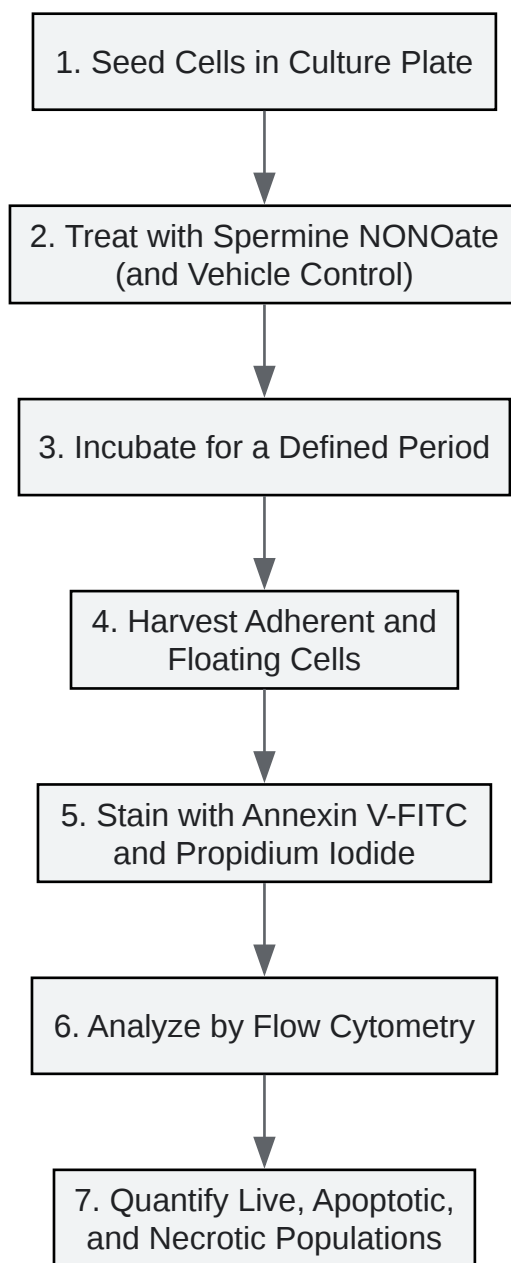 1. Seed Cells in Culture Plate
2. Treat with Spermine NONOate
(and Vehicle Control)
3. Incubate for a Defined Period
4. Harvest Adherent and
Floating Cells
5. Stain with Annexin V-FITC
and Propidium Iodide
6. Analyze by Flow Cytometry
7. Quantify Live, Apoptotic,
and Necrotic Populations